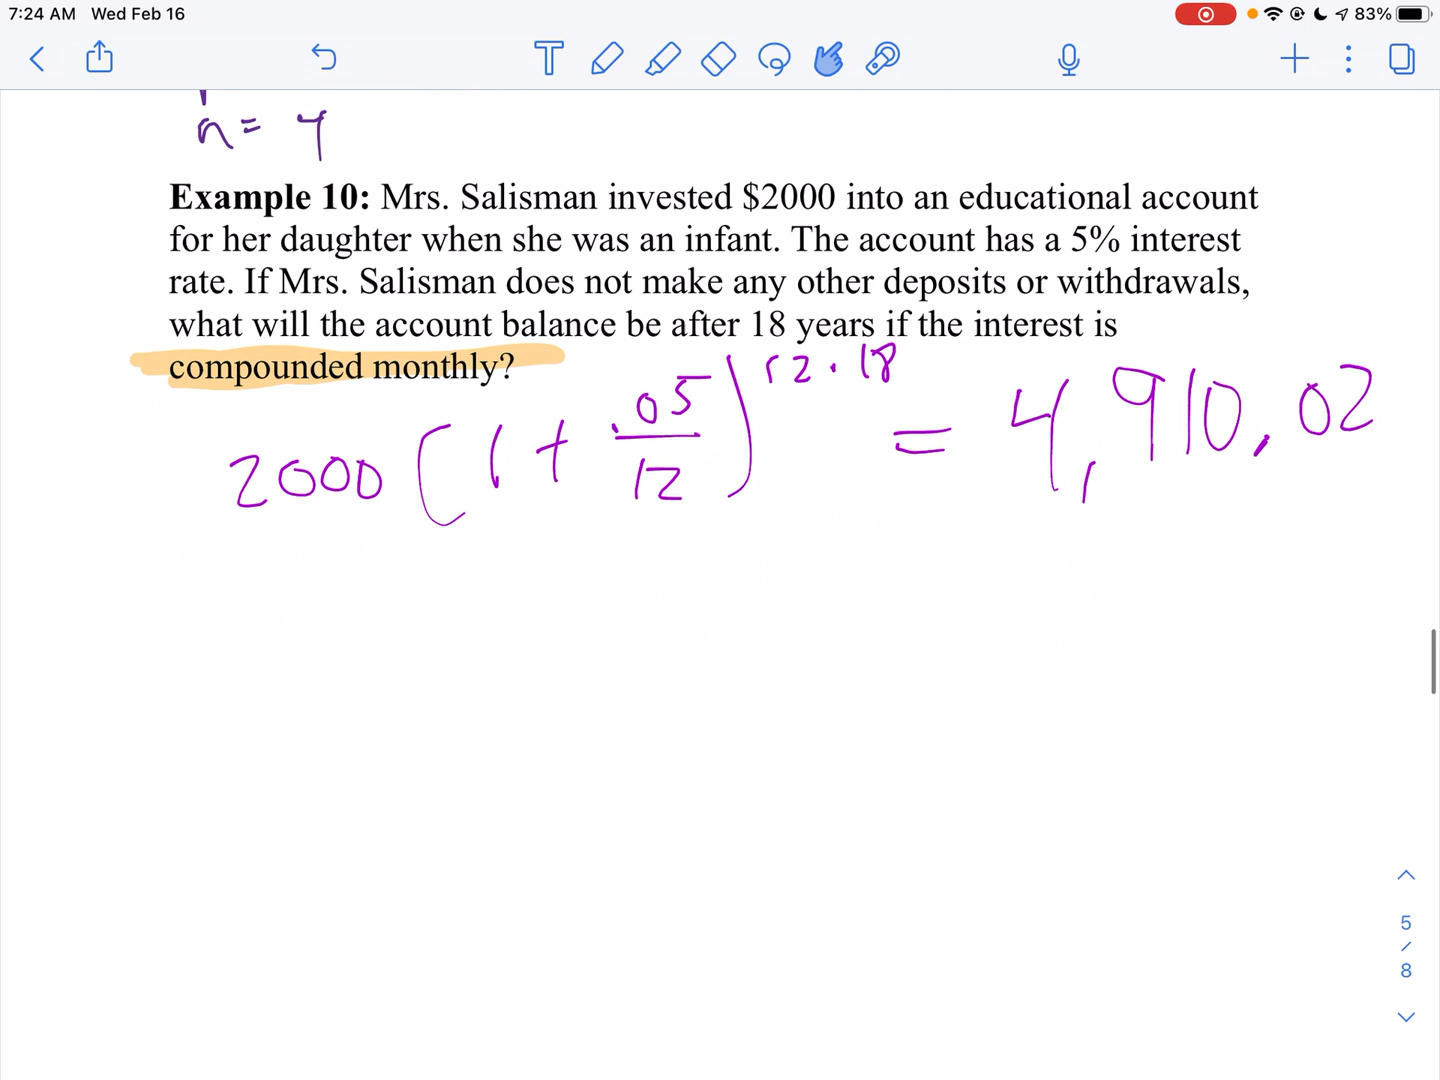 7:24 AM Wed Feb 16 83%
n = 4
Example 10: Mrs. Salisman invested $2000 into an educational account
for her daughter when she was an infant. The account has a 5% interest
rate. If Mrs. Salisman does not make any other deposits or withdrawals,
what will the account balance be after 18 years if the interest is
compounded monthly?
2000 (1 + .05/12)^12·18 = 4,910.02
5
/
8